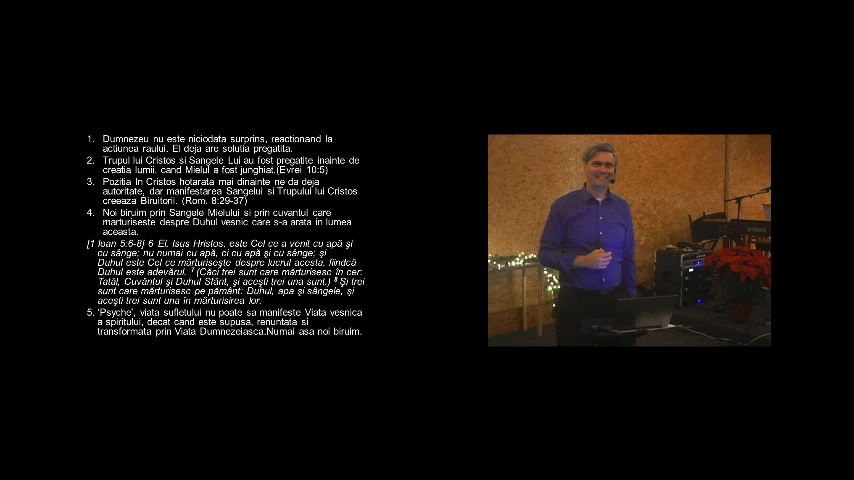 1. Dumnezeu nu este niciodata surprins, reactionand la
actiunea raului. El deja are solutia pregatita.
2. Trupul lui Cristos si Sangele Lui au fost pregatite inainte de
creatia lumii, cand Mielul a fost junghiat.(Evrei 10:5)
3. Pozitia In Cristos hotarata mai dinainte ne da deja
autoritate, dar manifestarea Sangelui si Trupului lui Cristos
creeaza Biruitorii. (Rom. 8:29-37)
4. Noi biruim prin Sangele Mielului si prin cuvantul care
marturiseste despre Duhul vesnic care s-a arata in lumea
aceasta.
[1 Ioan 5:6-8] 6 El, Isus Hristos, este Cel ce a venit cu apă şi
cu sânge; nu numai cu apă, ci cu apă şi cu sânge; şi
Duhul este Cel ce mărturiseşte despre lucrul acesta, fiindcă
Duhul este adevărul. 7 (Căci trei sunt care mărturisesc în cer:
Tatăl, Cuvântul şi Duhul Sfânt, şi aceşti trei una sunt.) 8 Şi trei
sunt care mărturisesc pe pământ: Duhul, apa şi sângele, şi
aceşti trei sunt una în mărturisirea lor.
5. 'Psyche', viata sufletului nu poate sa manifeste Viata vesnica
a spiritului, decat cand este supusa, renuntata si
transformata prin Viata Dumnezeiasca.Numai asa noi biruim.